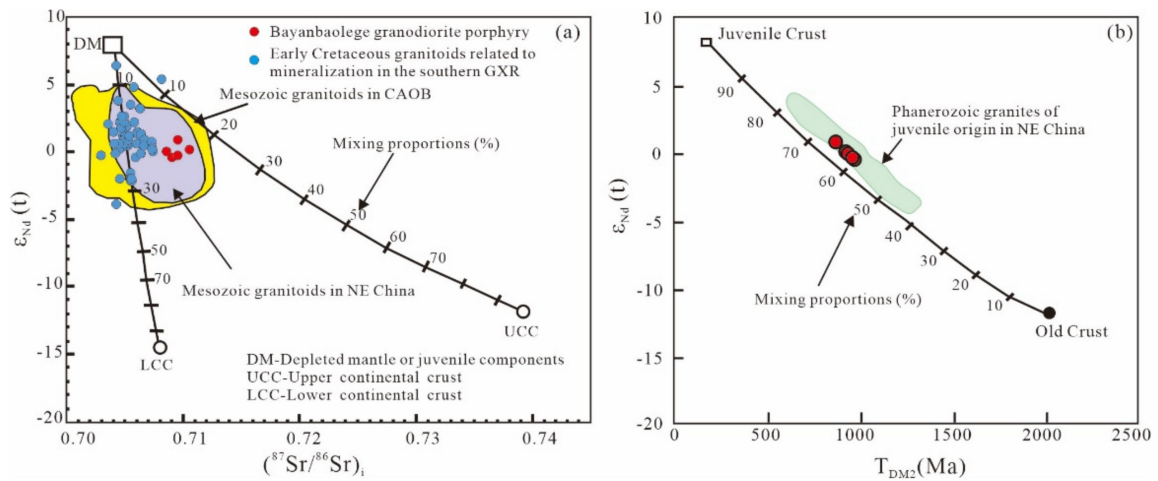 (a)
DM
Bayanbaolege granodiorite porphyry
Early Cretaceous granitoids related to
mineralization in the southern GXR
Mesozoic granitoids in CAOB
Mixing proportions (%)
Mesozoic granitoids in NE China
10
30
50
70
10
20
30
40
50
60
70
LCC
UCC
DM-Depleted mantle or juvenile components
UCC-Upper continental crust
LCC-Lower continental crust
10
5
0
-5
-10
-15
-20
εNd(t)
0.70
0.71
0.72
0.73
0.74
(87Sr/86Sr)i
(b)
Juvenile Crust
Phanerozoic granites of
juvenile origin in NE China
90
80
70
60
50
40
30
20
10
Mixing proportions (%)
Old Crust
10
5
0
-5
-10
-15
-20
εNd(t)
0
500
1000
1500
2000
2500
TDM2(Ma)